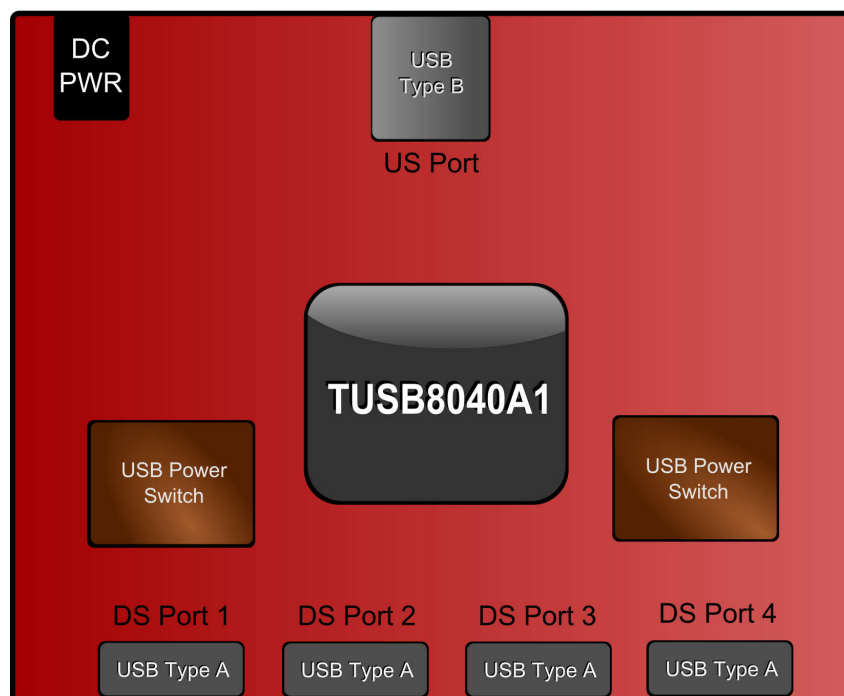 DC
PWR
USB
Type B
US Port
TUSB8040A1
USB Power
Switch
USB Power
Switch
DS Port 1
DS Port 2
DS Port 3
DS Port 4
USB Type A
USB Type A
USB Type A
USB Type A